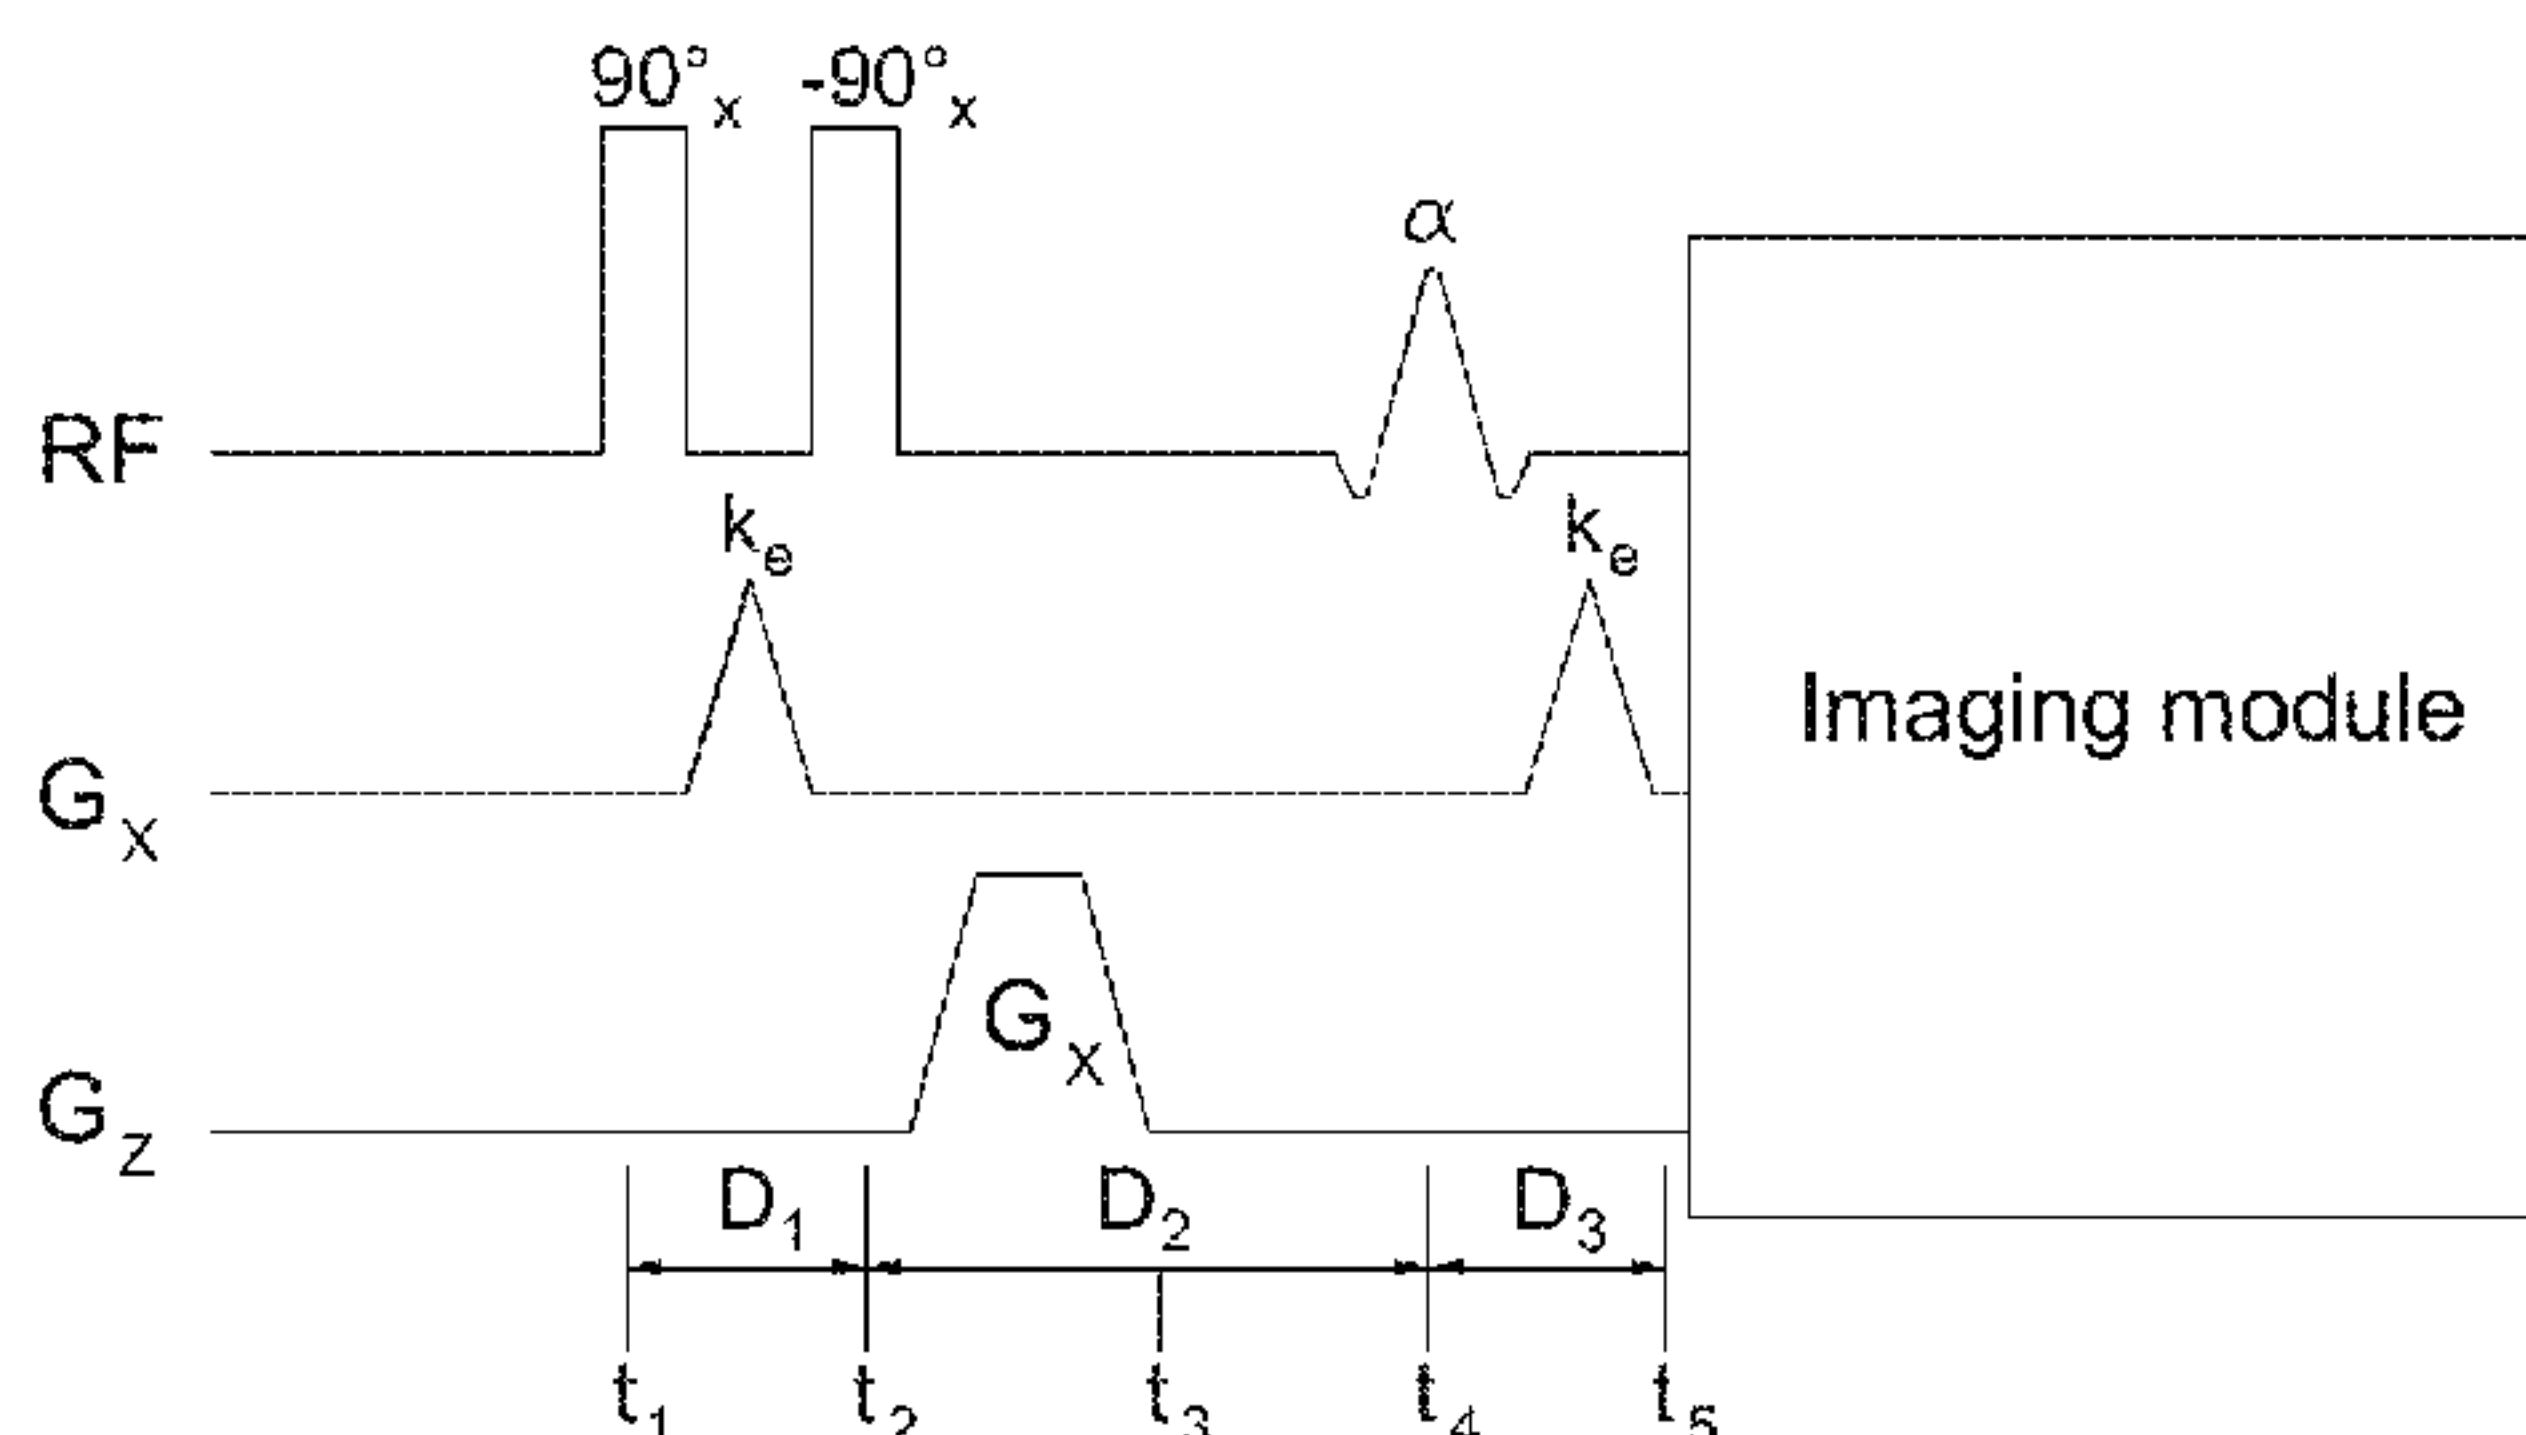 90°x -90°x
α
RF
ke ke
Gx
Imaging module
Gx
Gz
D1 D2 D3
t1 t2 t3 t4 t5